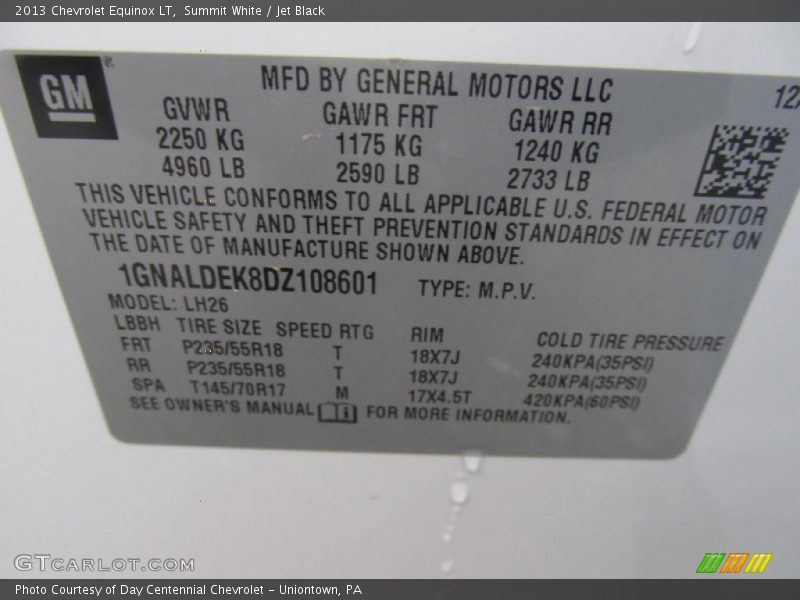 2013 Chevrolet Equinox LT, Summit White / Jet Black
GM
MFD BY GENERAL MOTORS LLC
GVWR GAWR FRT GAWR RR
2250 KG 1175 KG 1240 KG
4960 LB 2590 LB 2733 LB
THIS VEHICLE CONFORMS TO ALL APPLICABLE U.S. FEDERAL MOTOR
VEHICLE SAFETY AND THEFT PREVENTION STANDARDS IN EFFECT ON
THE DATE OF MANUFACTURE SHOWN ABOVE.
1GNALDEK8DZ108601 TYPE: M.P.V.
MODEL: LH26
LBBH TIRE SIZE SPEED RTG RIM COLD TIRE PRESSURE
FRT P235/55R18 T 18X7J 240KPA(35PSI)
RR P235/55R18 T 18X7J 240KPA(35PSI)
SPA T145/70R17 M 17X4.5T 420KPA(60PSI)
SEE OWNER'S MANUAL FOR MORE INFORMATION.
GTCARLOT.COM
Photo Courtesy of Day Centennial Chevrolet - Uniontown, PA